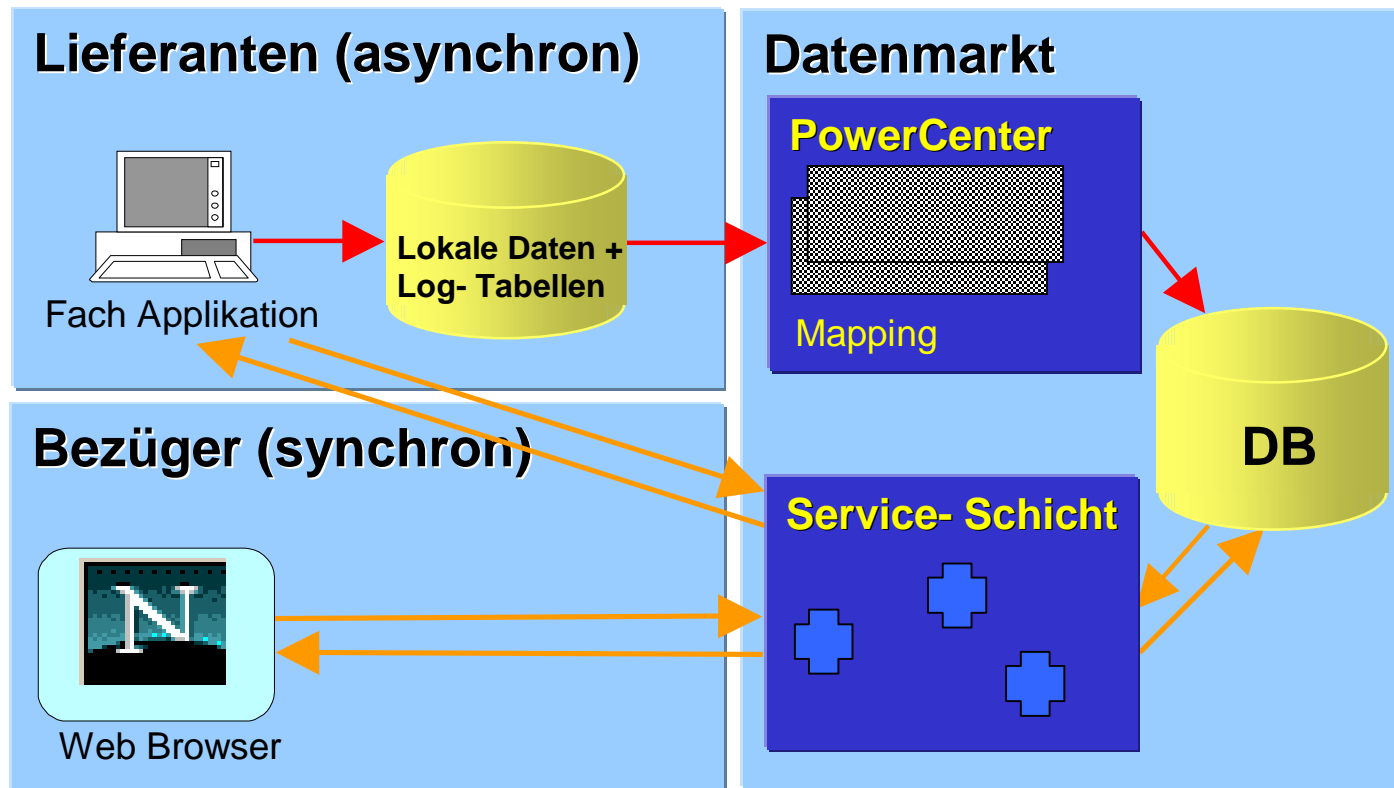 Lieferanten (asynchron)
Lokale Daten +
Log- Tabellen
Fach Applikation
Datenmarkt
PowerCenter
Mapping
DB
Bezüger (synchron)
N
Web Browser
Service- Schicht